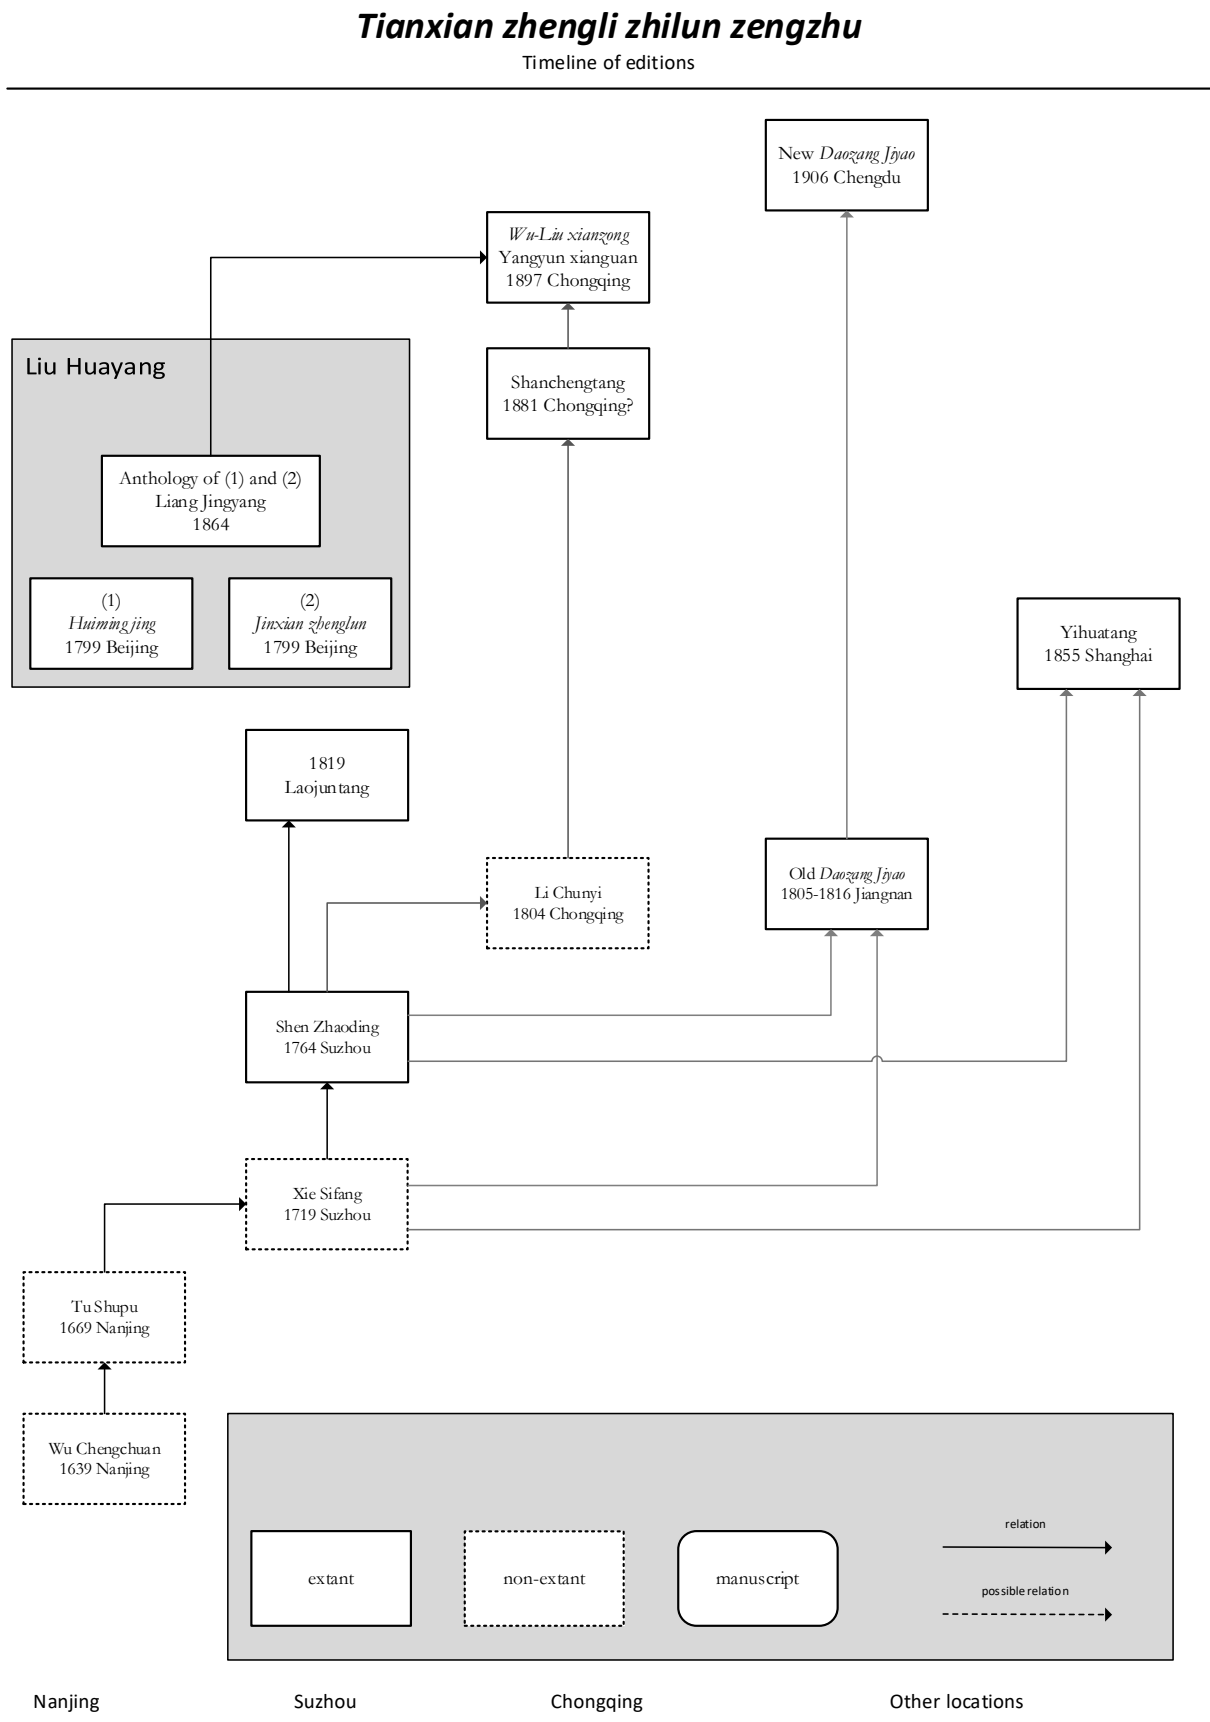 Tianxian zhengli zhilun zengzhu
Timeline of editions
New Daozang Jiyao
1906 Chengdu
Wu-Liu xianzong
Yangyun xianguan
1897 Chongqing
Liu Huayang
Shanchengtang
1881 Chongqing?
Anthology of (1) and (2)
Liang Jingyang
1864
(1)
Huiming jing
1799 Beijing
(2)
Jinxian zhenglun
1799 Beijing
Yihuatang
1855 Shanghai
1819
Laojuntang
Li Chunyi
1804 Chongqing
Old Daozang Jiyao
1805-1816 Jiangnan
Shen Zhaoding
1764 Suzhou
Xie Sifang
1719 Suzhou
Tu Shupu
1669 Nanjing
Wu Chengchuan
1639 Nanjing
extant
non-extant
manuscript
relation
possible relation
Nanjing
Suzhou
Chongqing
Other locations